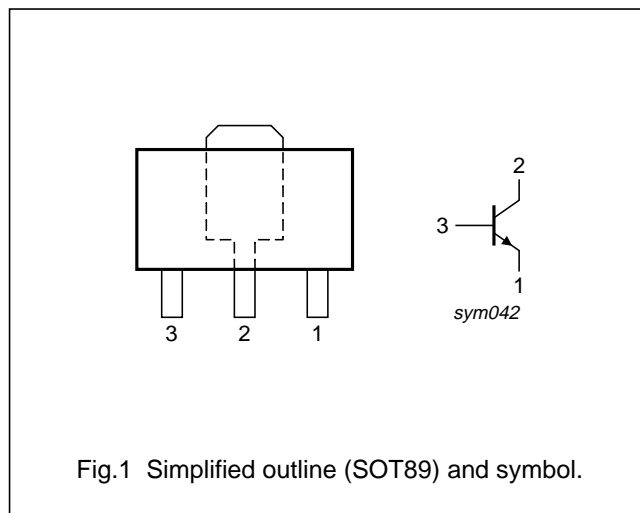 2
3
1
sym042
3 2 1
Fig.1 Simplified outline (SOT89) and symbol.